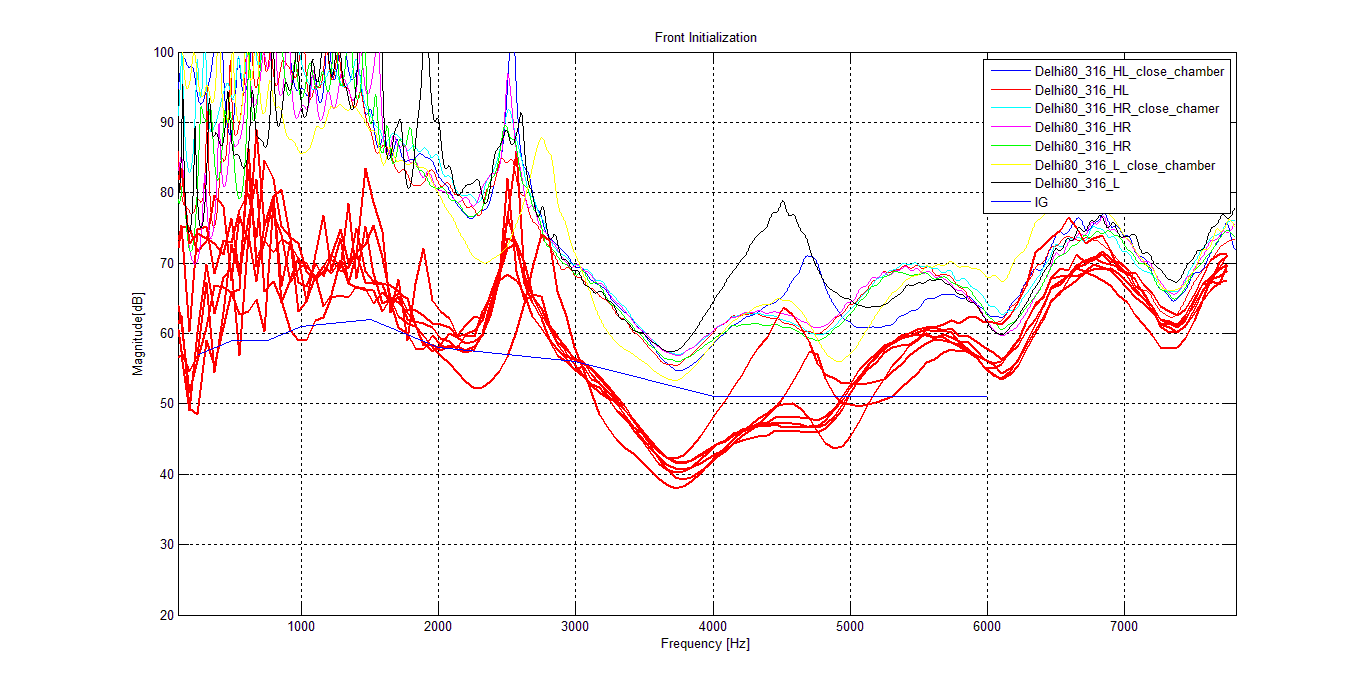 Front Initialization
100
90
80
70
60
50
40
30
20
Magnitude[dB]
Delhi80_316_HL_close_chamber
Delhi80_316_HL
Delhi80_316_HR_close_chamer
Delhi80_316_HR
Delhi80_316_HR
Delhi80_316_L_close_chamber
Delhi80_316_L
IG
1000 2000 3000 4000 5000 6000 7000
Frequency [Hz]